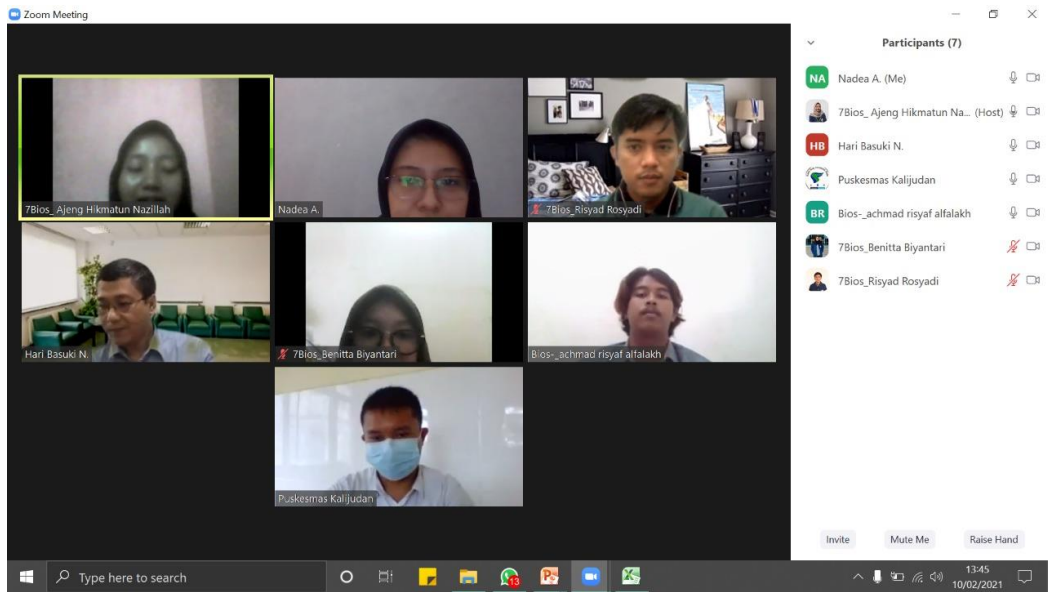 Zoom Meeting
7Bios_ Ajeng Hikmatun Nazillah
Nadea A.
7Bios_Risyad Rosyadi
Hari Basuki N.
7Bios_Benitta Biyantari
Bios-_achmad risyaf alfalakh
Puskesmas Kalijudan
Participants (7)
NA Nadea A. (Me)
7Bios_ Ajeng Hikmatun Na... (Host)
HB Hari Basuki N.
Puskesmas Kalijudan
BR Bios-_achmad risyaf alfalakh
7Bios_Benitta Biyantari
7Bios_Risyad Rosyadi
Invite Mute Me Raise Hand
Type here to search
13
13:45
10/02/2021